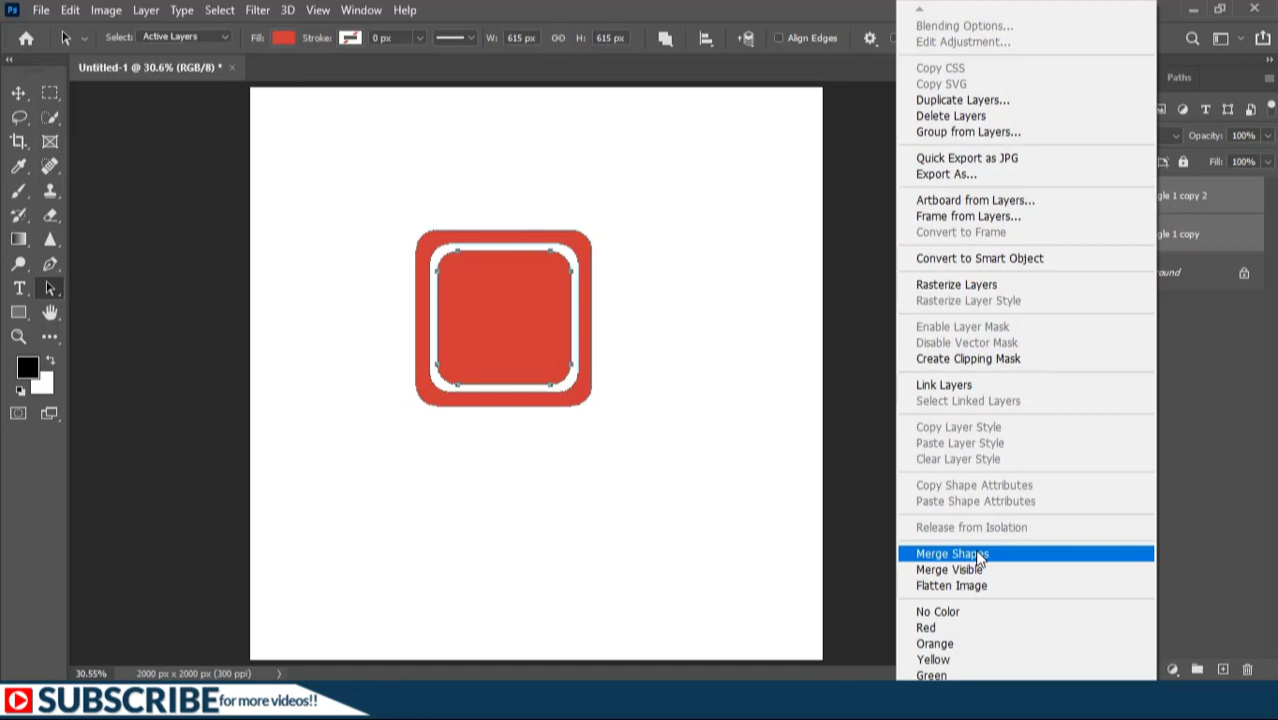 Ps File Edit Image Layer Type Select Filter 3D View Window Help
Select: Active Layers Fill: Stroke: 0 px W: 615 px H: 615 px Align Edges
Untitled-1 @ 30.6% (RGB/8) * ×
Blending Options...
Edit Adjustment...
Copy CSS
Copy SVG
Duplicate Layers...
Delete Layers
Group from Layers...
Quick Export as JPG
Export As...
Artboard from Layers...
Frame from Layers...
Convert to Frame
Convert to Smart Object
Rasterize Layers
Rasterize Layer Style
Enable Layer Mask
Disable Vector Mask
Create Clipping Mask
Link Layers
Select Linked Layers
Copy Layer Style
Paste Layer Style
Clear Layer Style
Copy Shape Attributes
Paste Shape Attributes
Release from Isolation
Merge Shapes
Merge Visible
Flatten Image
No Color
Red
Orange
Yellow
Green
Paths
Opacity: 100%
Fill: 100%
gle 1 copy 2
gle 1 copy
round
30.55% 2000 px x 2000 px (300 ppi)
SUBSCRIBE for more videos!!